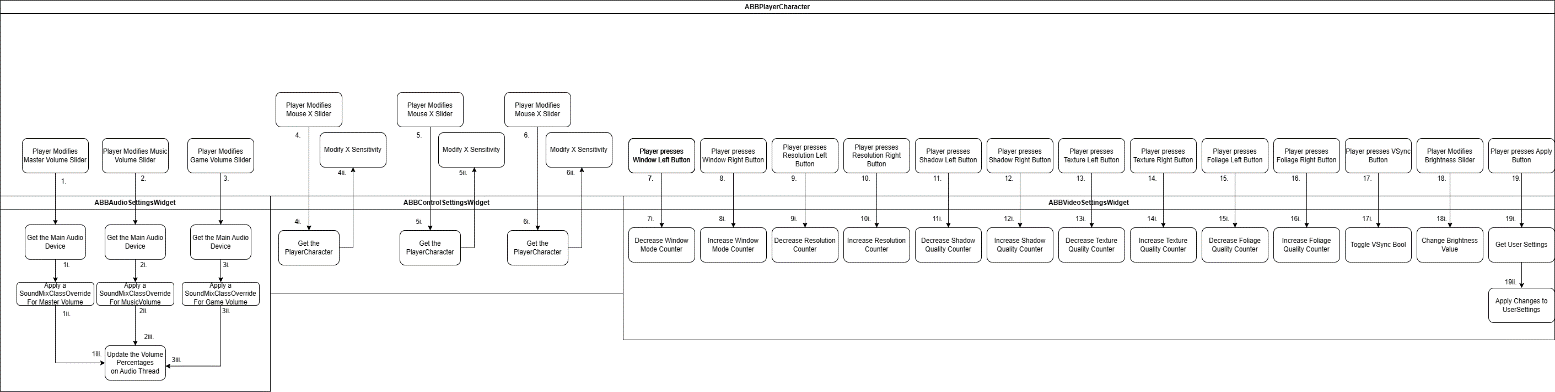 ABBPlayerCharacter
Player Modifies
Mouse X Slider
Player Modifies
Mouse X Slider
Player Modifies
Mouse X Slider
4.
5.
6.
Player Modifies
Master Volume Slider
Player Modifies Music
Volume Slider
Player Modifies
Game Volume Slider
Modify X Sensitivity
Modify X Sensitivity
Modify X Sensitivity
Player presses
Window Left Button
Player presses
Window Right Button
Player presses
Resolution Left
Button
Player presses
Resolution Right
Button
Player presses
Shadow Left Button
Player presses
Shadow Right Button
Player presses
Texture Left Button
Player presses
Texture Right Button
Player presses
Foliage Left Button
Player presses
Foliage Right Button
Player presses VSync
Button
Player Modifies
Brightness Slider
Player presses Apply
Button
1.
2.
3.
4ii.
5ii.
6ii.
7.
8.
9.
10.
11.
12.
13.
14.
15.
16.
17.
18.
19.
ABBAudioSettingsWidget
ABBControlSettingsWidget
ABBVideoSettingsWidget
4i.
5i.
6i.
7i.
8i.
9i.
10i.
11i.
12i.
13i.
14i.
15i.
16i.
17i.
18i.
19i.
Get the Main Audio
Device
Get the Main Audio
Device
Get the Main Audio
Device
Get the
PlayerCharacter
Get the
PlayerCharacter
Get the
PlayerCharacter
Decrease Window
Mode Counter
Increase Window
Mode Counter
Decrease Resolution
Counter
Increase Resolution
Counter
Decrease Shadow
Quality Counter
Increase Shadow
Quality Counter
Decrease Texture
Quality Counter
Increase Texture
Quality Counter
Decrease Foliage
Quality Counter
Increase Foliage
Quality Counter
Toggle VSync Bool
Change Brightness
Value
Get User Settings
1i.
2i.
3i.
19ii.
Apply a
SoundMixClassOverride
For Master Volume
Apply a
SoundMixClassOverride
For MusicVolume
Apply a
SoundMixClassOverride
For Game Volume
Apply Changes to
UserSettings
1ii.
2ii.
3ii.
2iii.
1iii.
3iii.
Update the Volume
Percentages
on Audio Thread